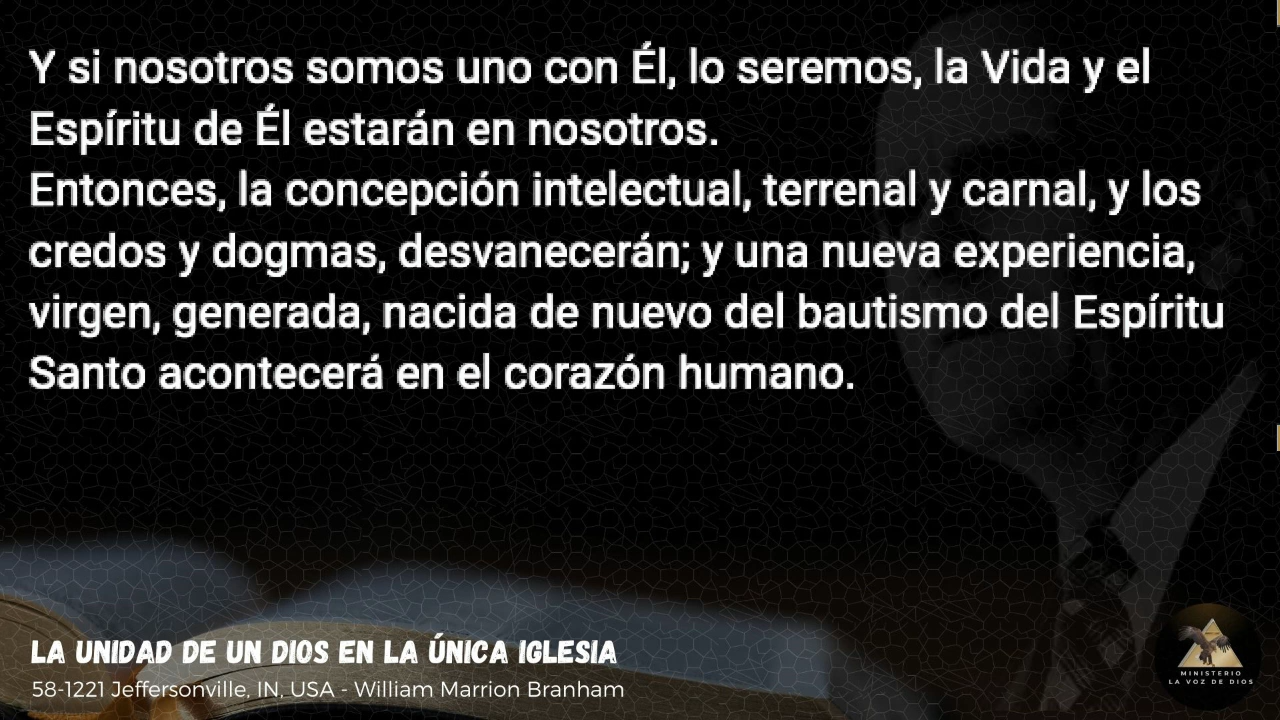 Y si nosotros somos uno con Él, lo seremos, la Vida y el
Espíritu de Él estarán en nosotros.
Entonces, la concepción intelectual, terrenal y carnal, y los
credos y dogmas, desvanecerán; y una nueva experiencia,
virgen, generada, nacida de nuevo del bautismo del Espíritu
Santo acontecerá en el corazón humano.
LA UNIDAD DE UN DIOS EN LA ÚNICA IGLESIA
58-1221 Jeffersonville, IN, USA - William Marrion Branham
MINISTERIO
LA VOZ DE DIOS